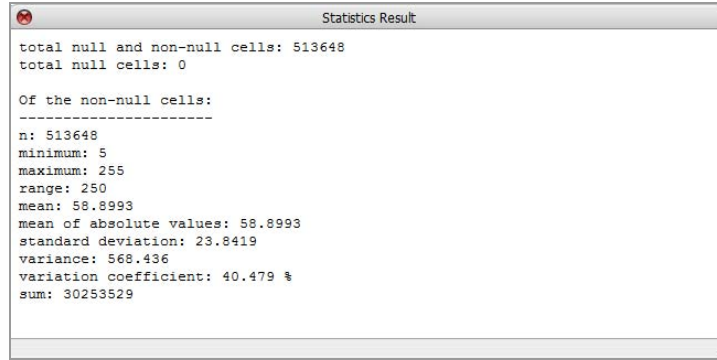 Statistics Result
total null and non-null cells: 513648
total null cells: 0
Of the non-null cells:
----------------------
n: 513648
minimum: 5
maximum: 255
range: 250
mean: 58.8993
mean of absolute values: 58.8993
standard deviation: 23.8419
variance: 568.436
variation coefficient: 40.479 %
sum: 30253529